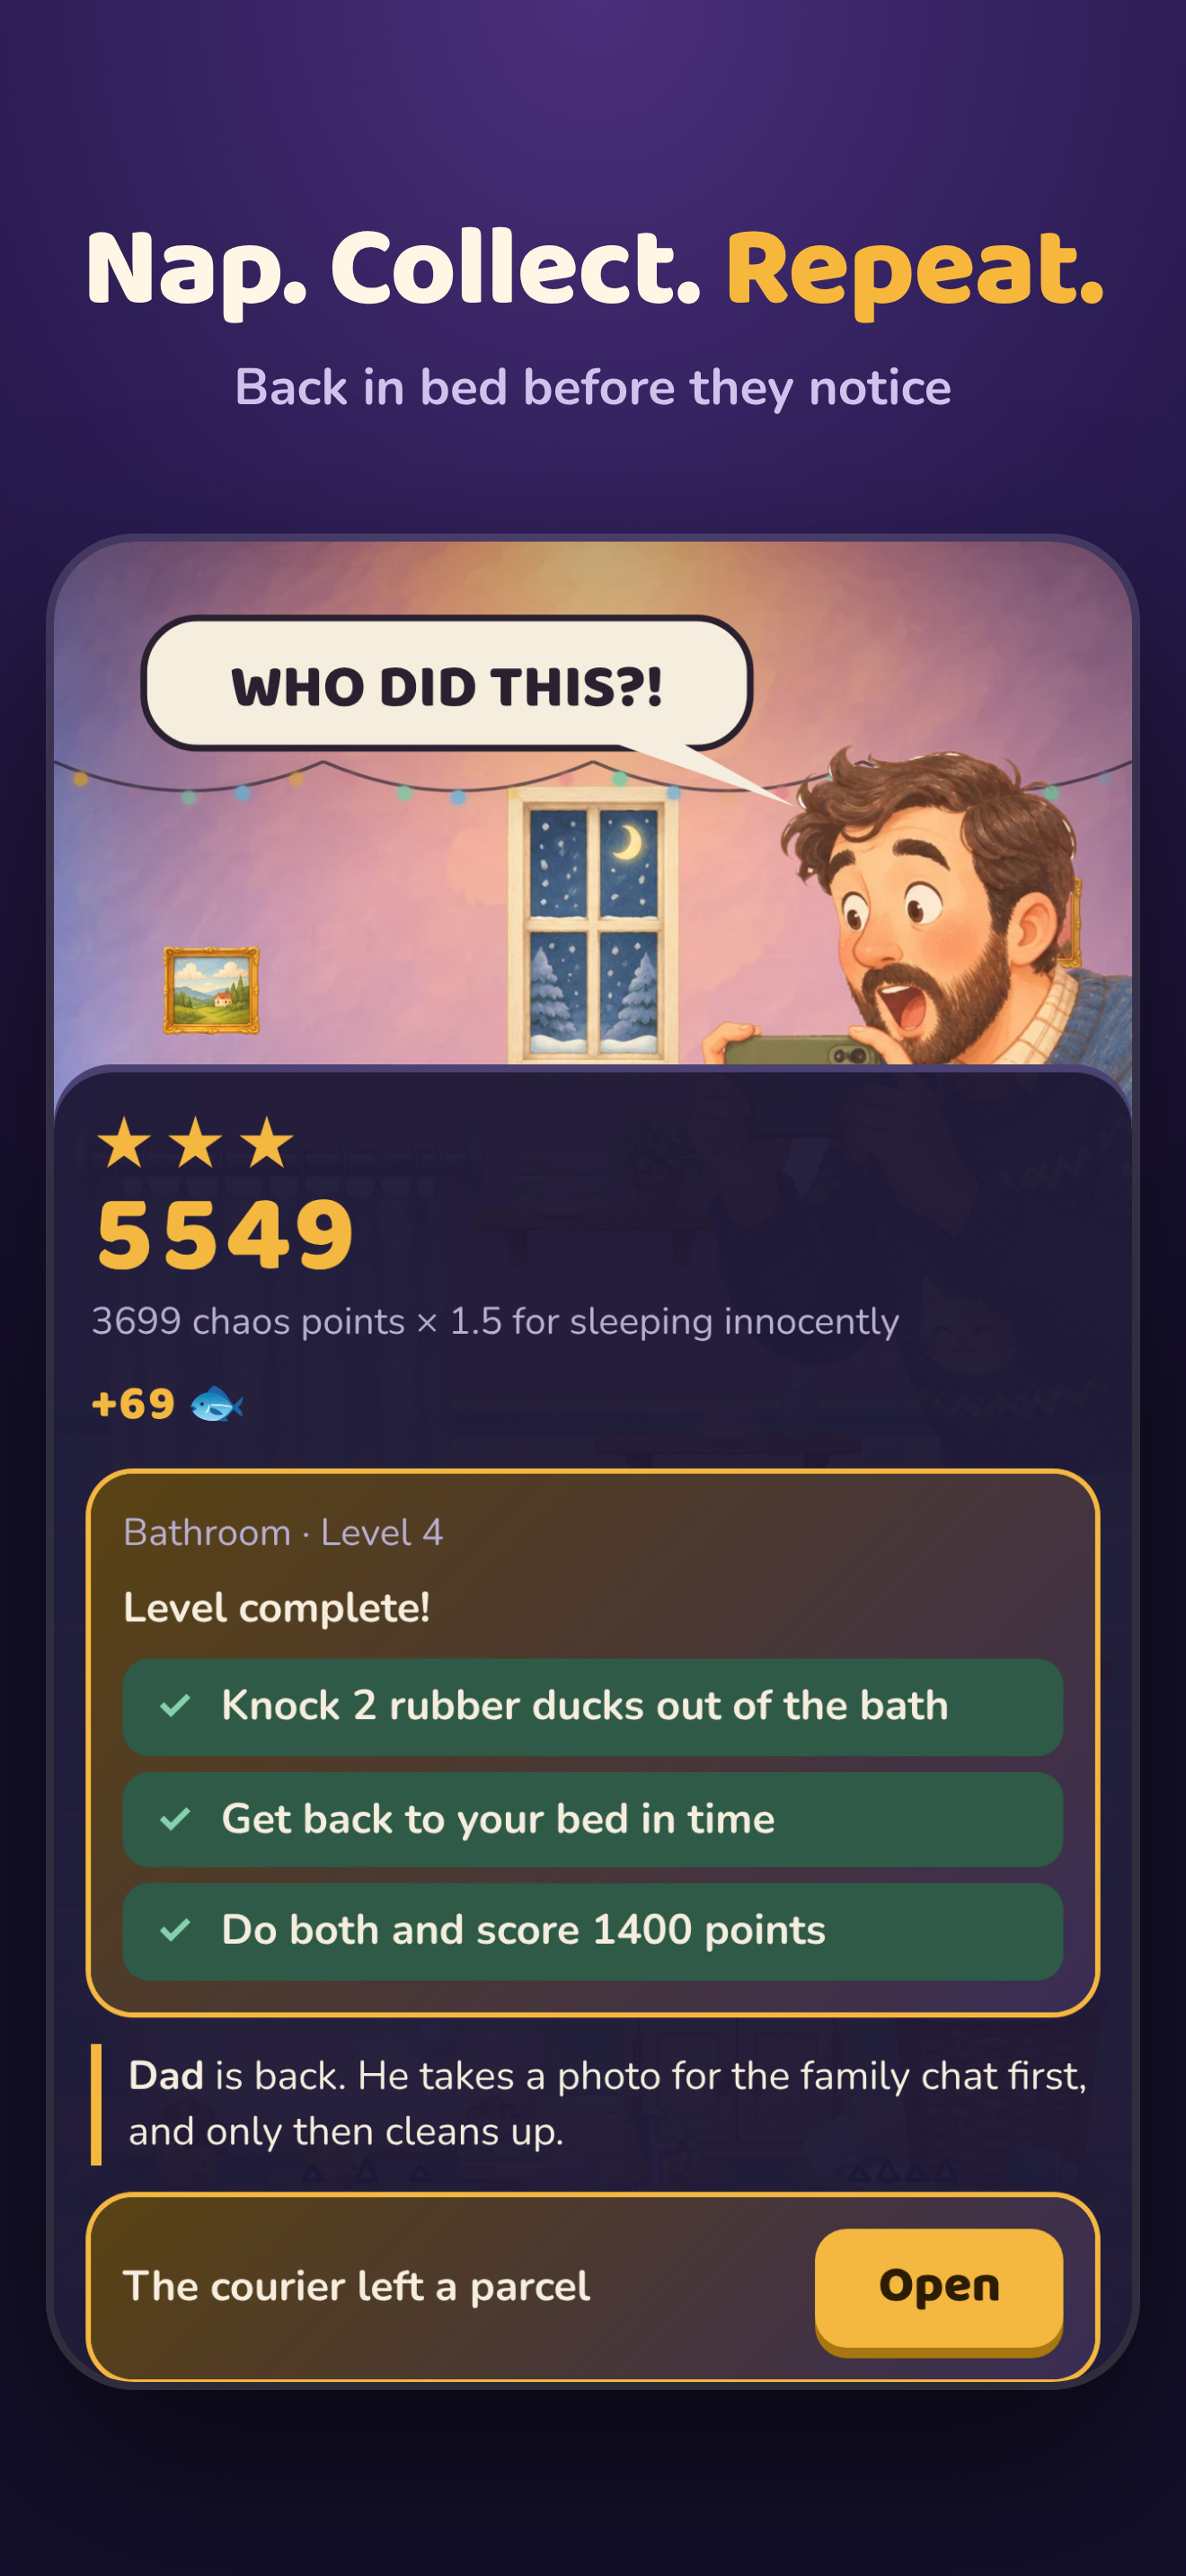 Nap. Collect. Repeat.
Back in bed before they notice
WHO DID THIS?!
5549
3699 chaos points × 1.5 for sleeping innocently
+69
Bathroom · Level 4
Level complete!
Knock 2 rubber ducks out of the bath
Get back to your bed in time
Do both and score 1400 points
Dad is back. He takes a photo for the family chat first,
and only then cleans up.
The courier left a parcel
Open